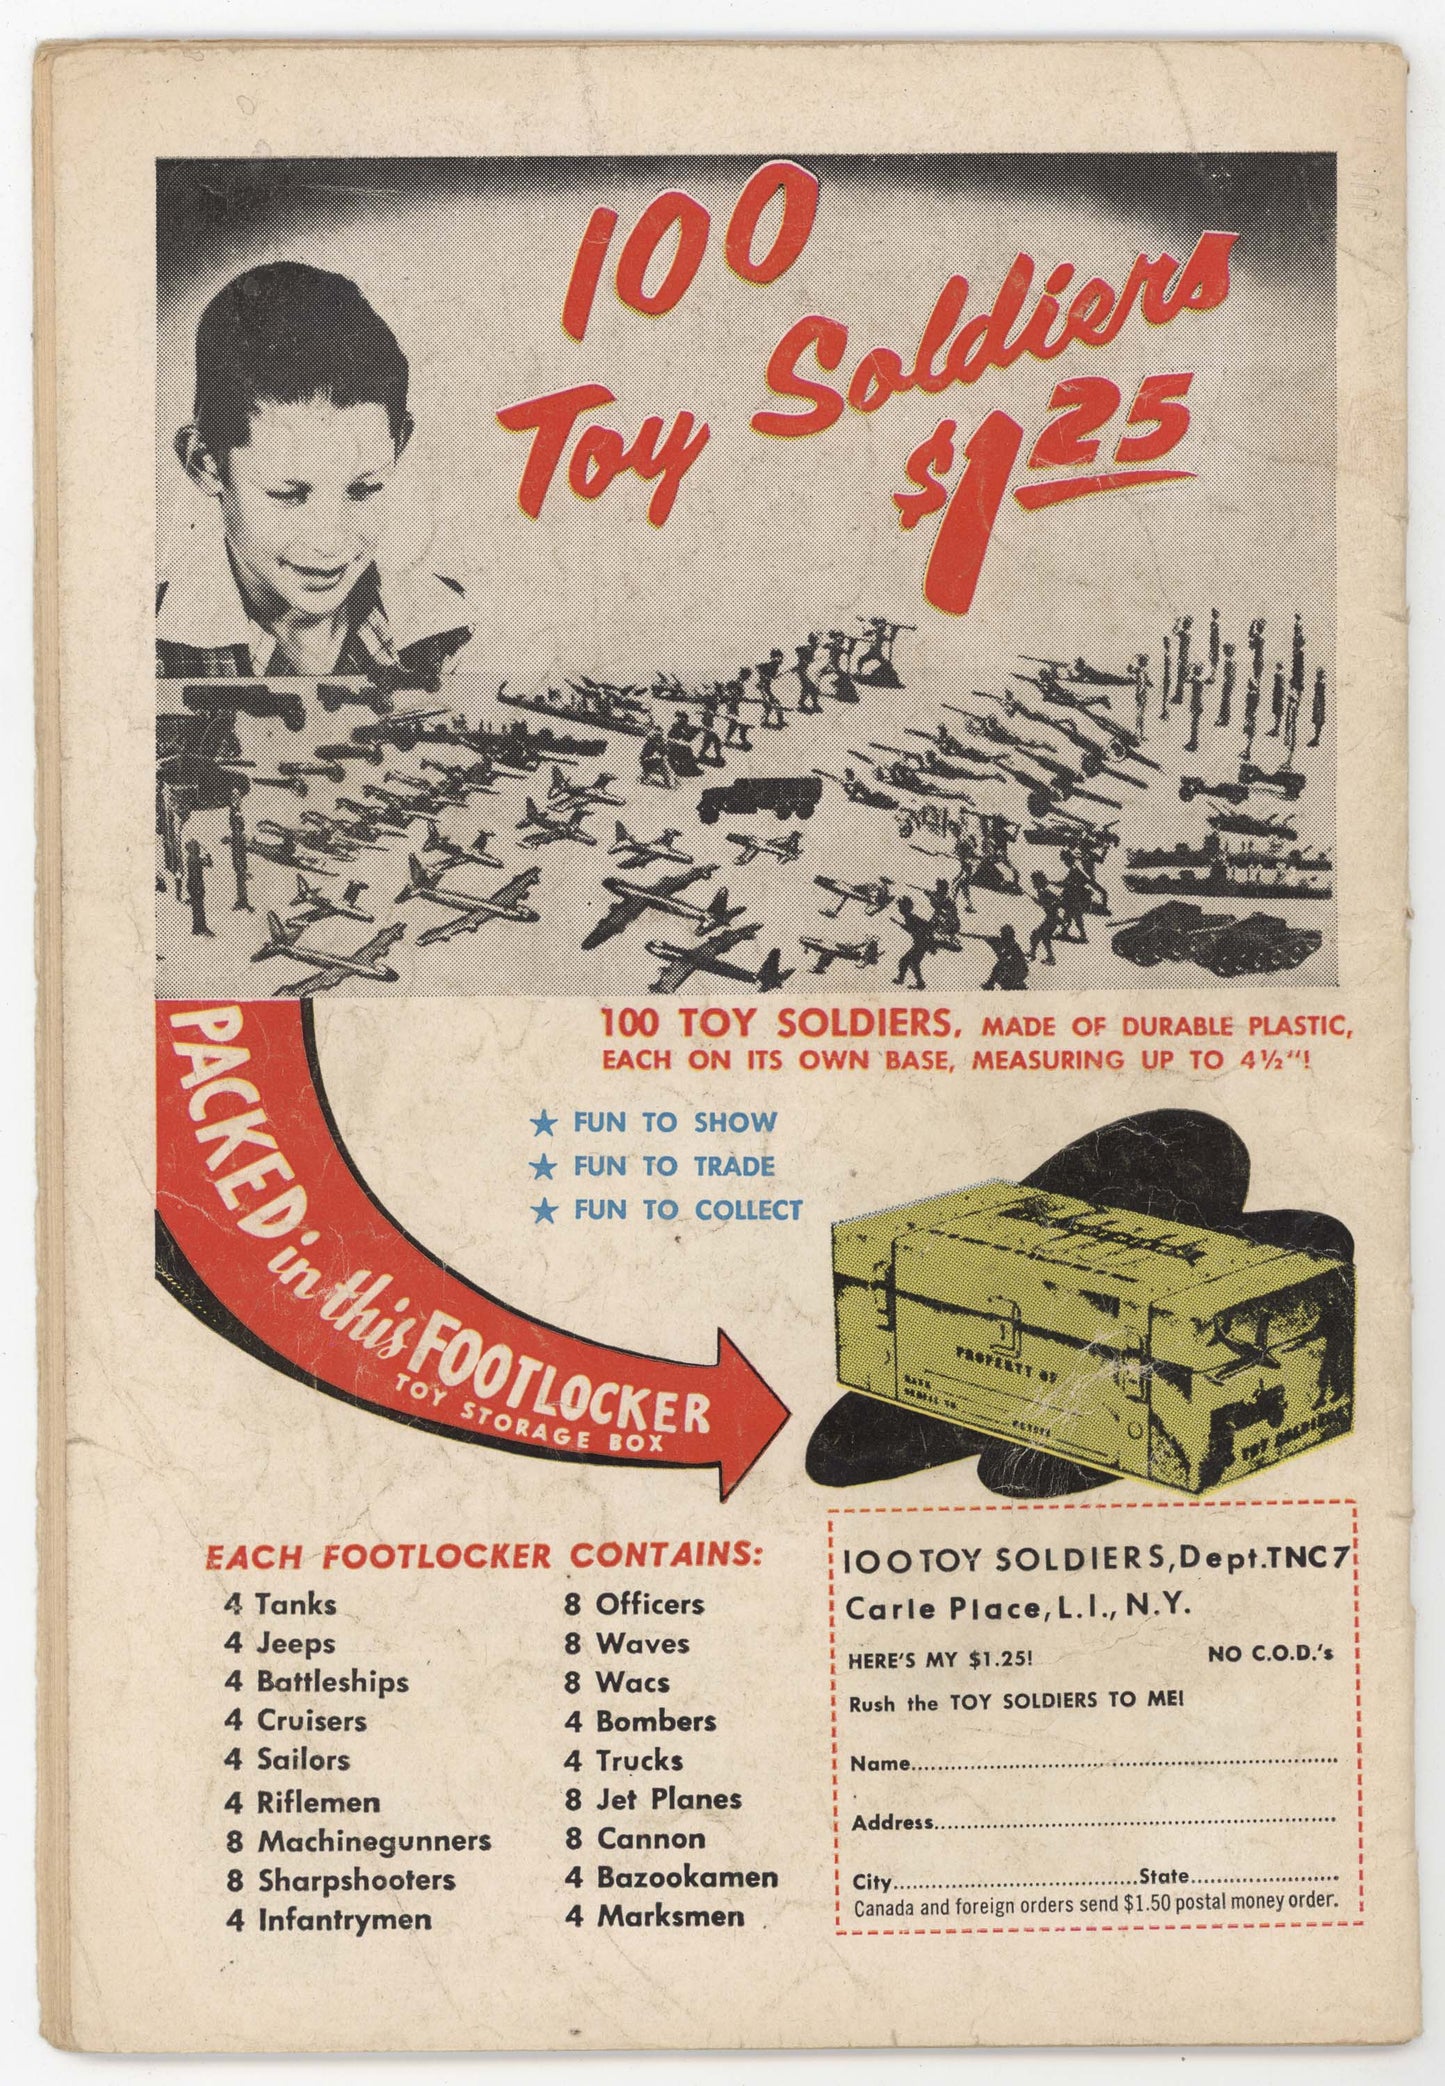 100
Toy Soldiers
$1.25
PACKED in this FOOTLOCKER
TOY STORAGE BOX
100 TOY SOLDIERS, MADE OF DURABLE PLASTIC,
EACH ON ITS OWN BASE, MEASURING UP TO 4½"!
★ FUN TO SHOW
★ FUN TO TRADE
★ FUN TO COLLECT
PROPERTY OF
TOY SOLDIERS
EACH FOOTLOCKER CONTAINS:
4 Tanks
4 Jeeps
4 Battleships
4 Cruisers
4 Sailors
4 Riflemen
8 Machinegunners
8 Sharpshooters
4 Infantrymen
8 Officers
8 Waves
8 Wacs
4 Bombers
4 Trucks
8 Jet Planes
8 Cannon
4 Bazookamen
4 Marksmen
100 TOY SOLDIERS, Dept. TNC7
Carle Place, L.I., N.Y.
HERE'S MY $1.25! NO C.O.D.'s
Rush the TOY SOLDIERS TO ME!
Name
Address
City State
Canada and foreign orders send $1.50 postal money order.